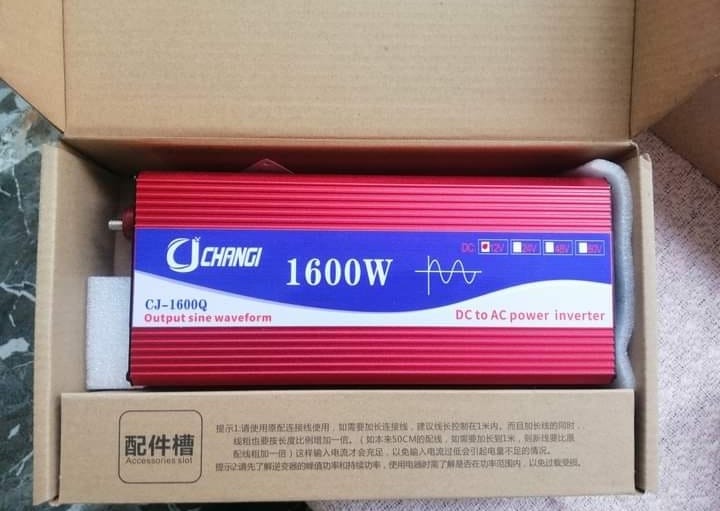 DC: 12V 24V 48V 60V
CJ CHANGI
1600W
CJ-1600Q
Output sine waveform
DC to AC power inverter
配件槽
Accessories slot
提示1:请使用原配连接线使用，如需要加长连接线，建议线长控制在1米内。而且加长线的同时，
线粗也要按长度比例增加一倍。（如本来50CM的配线，如需要加长到1米，则新线要比原
配线粗加一倍）这样输入电流才会充足，以免输入电流过低会引起电量不足的情况。
提示2:请先了解逆变器的峰值功率和持续功率，使用电器时需了解是否在功率范围内，以免过载受损。